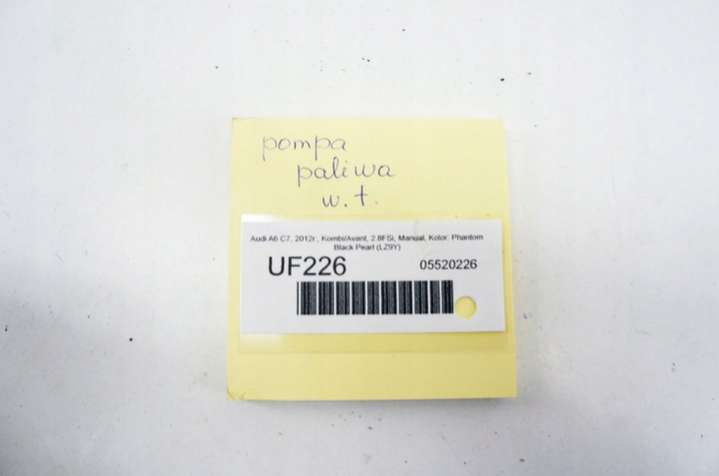 pompa
paliwa
w.t.
Audi A6 C7, 2012r., Kombi/Avant, 2.8FSi, Manual, Kolor: Phantom
Black Pearl (LZ9Y)
UF226 05520226